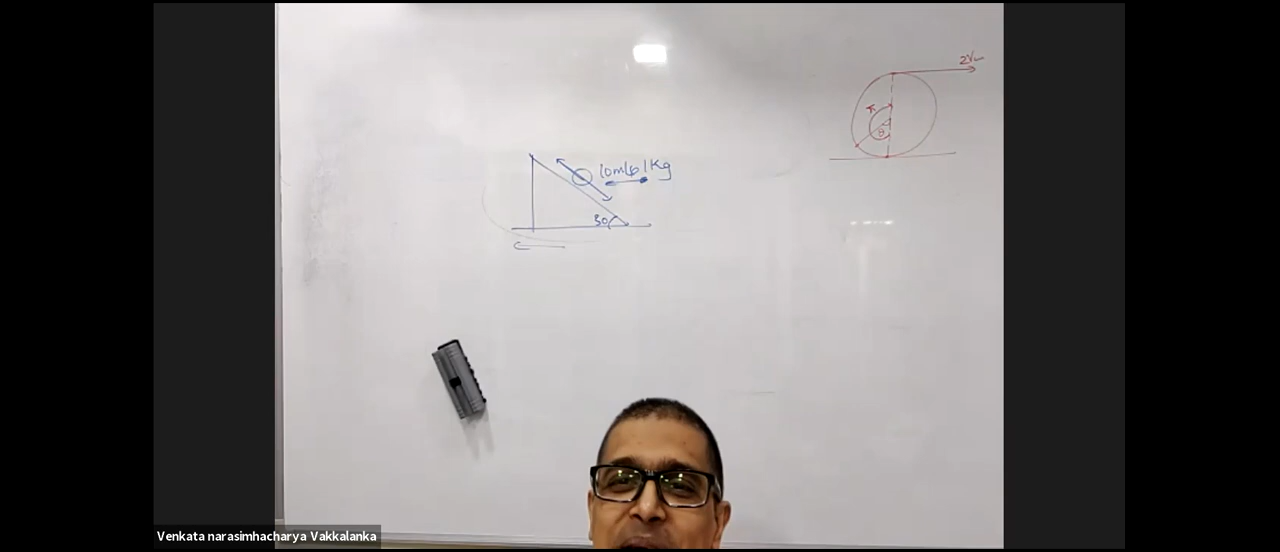 2V
π
θ
10m/s 1Kg
30
Venkata narasimhacharya Vakkalanka